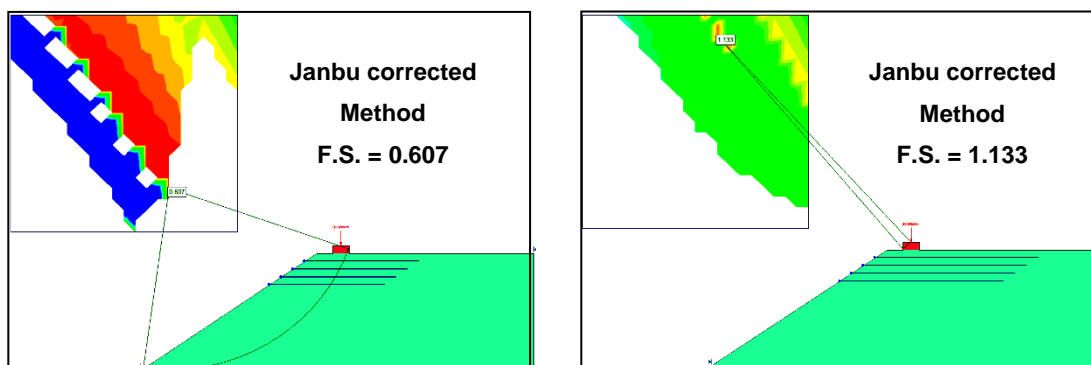 Janbu corrected
Method
F.S. = 0.607
0.607
Janbu corrected
Method
F.S. = 1.133
1.133